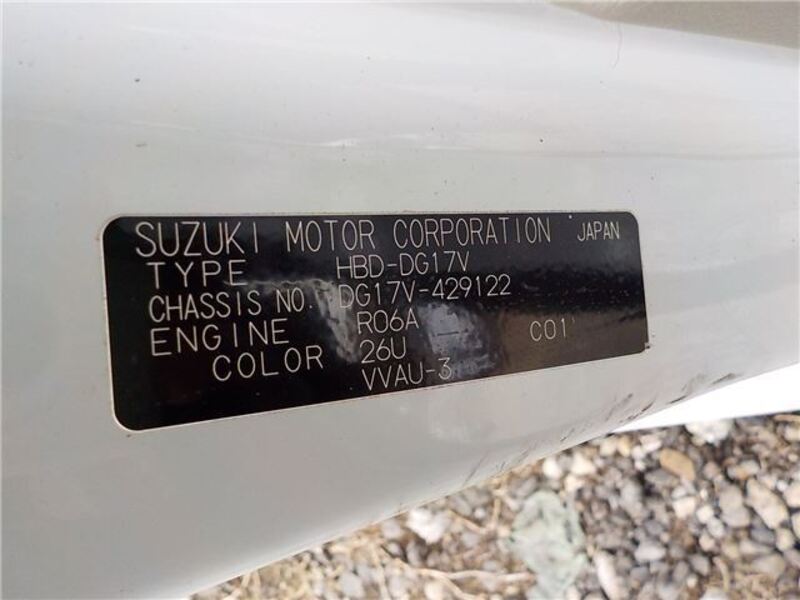 SUZUKI MOTOR CORPORATION JAPAN
TYPE HBD-DG17V
CHASSIS NO. DG17V-429122
ENGINE R06A
COLOR 26U C01
VVAU-3